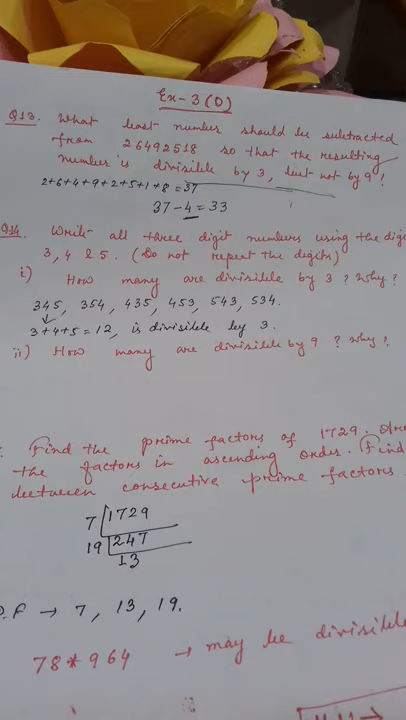 Ex-3(D)
Q13. What least number should be subtracted
from 26492518 so that the resulting
number is divisible by 3, but not by 9?
2+6+4+9+2+5+1+8=37
37-4=33
Q14. Write all three digit numbers using the
3, 4 & 5. (Do not repeat the digits)
i) How many are divisible by 3? Why?
345, 354, 435, 453, 543, 534.
3+4+5=12, is divisible by 3.
ii) How many are divisible by 9? Why?
Find the prime factors of 1729.
the factors in ascending order. Find
between consecutive prime factors.
7 1729
19 247
13
P.F → 7, 13, 19.
78*964 → may be divisible